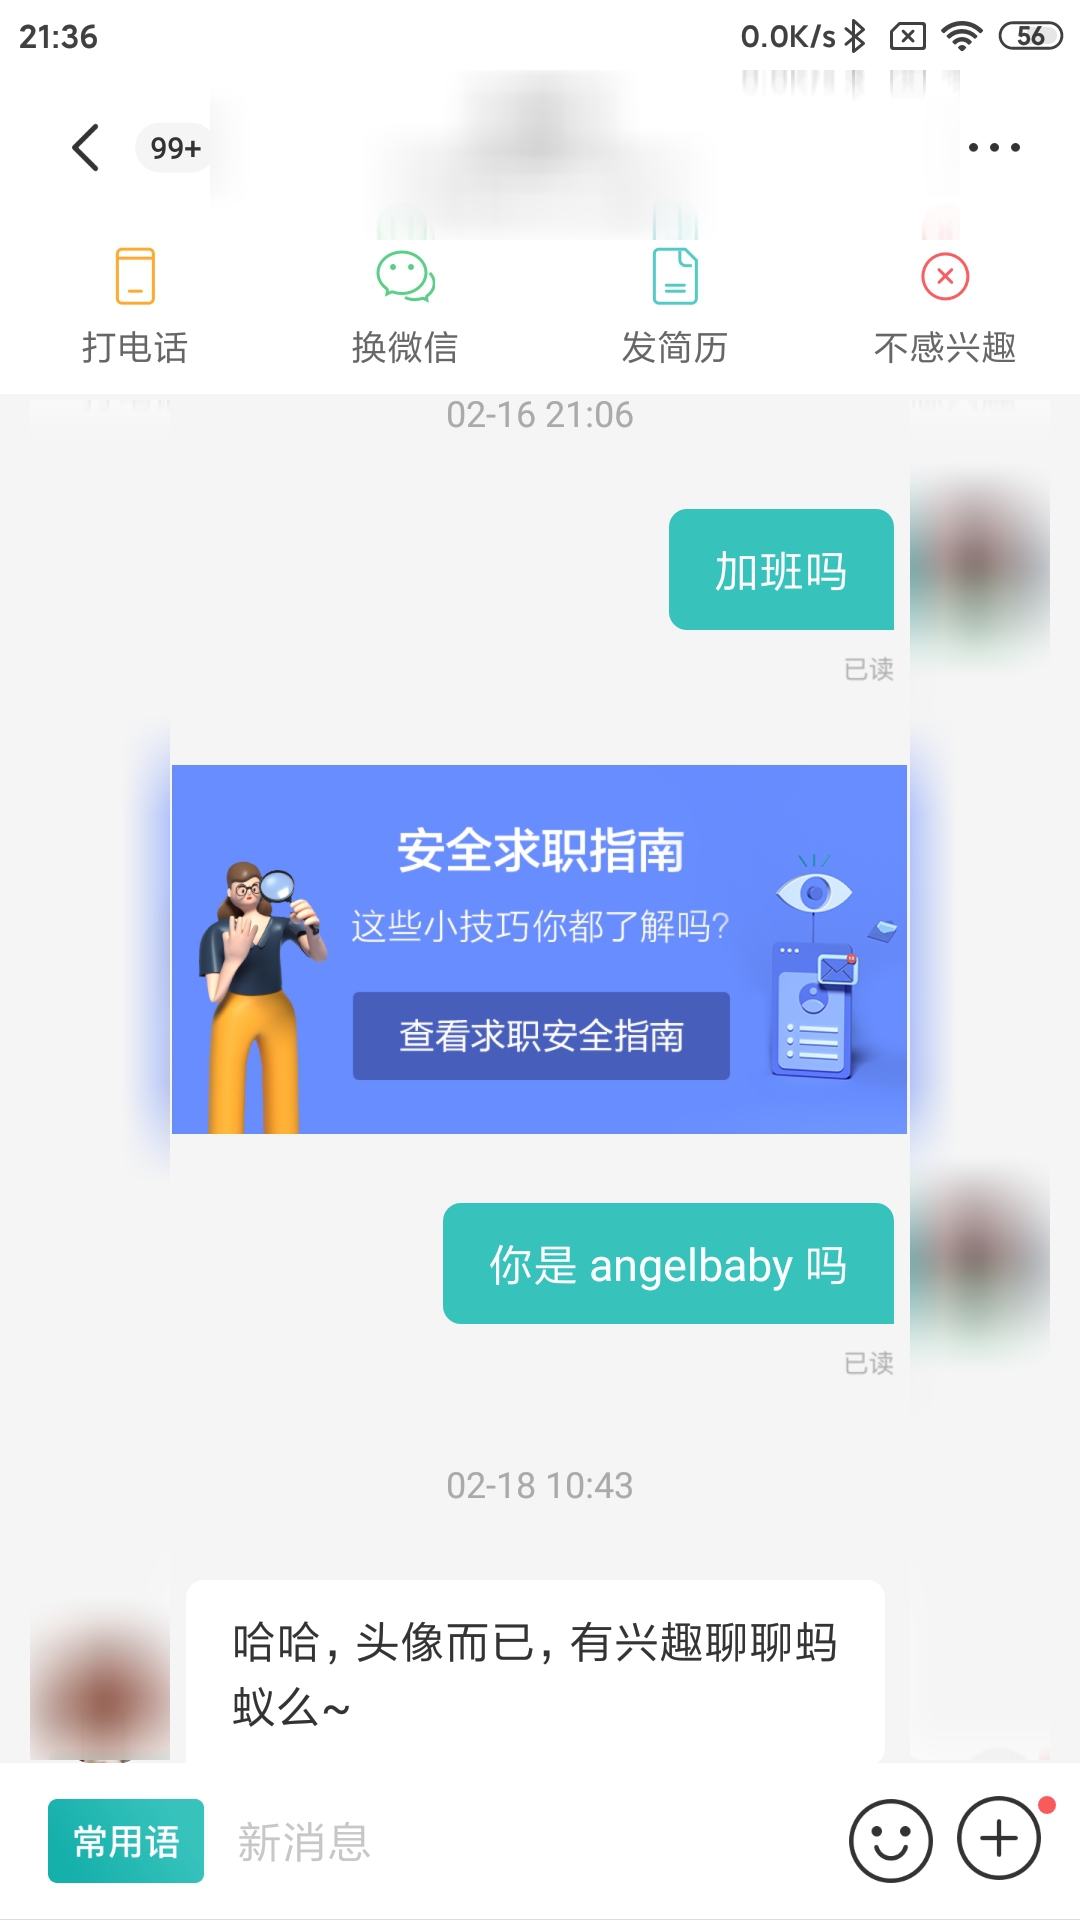 21:36
0.0K/s
56
99+
打电话
换微信
发简历
不感兴趣
02-16 21:06
加班吗
已读
安全求职指南
这些小技巧你都了解吗?
查看求职安全指南
你是 angelbaby 吗
已读
02-18 10:43
哈哈, 头像而已, 有兴趣聊聊蚂
蚁么~
常用语
新消息